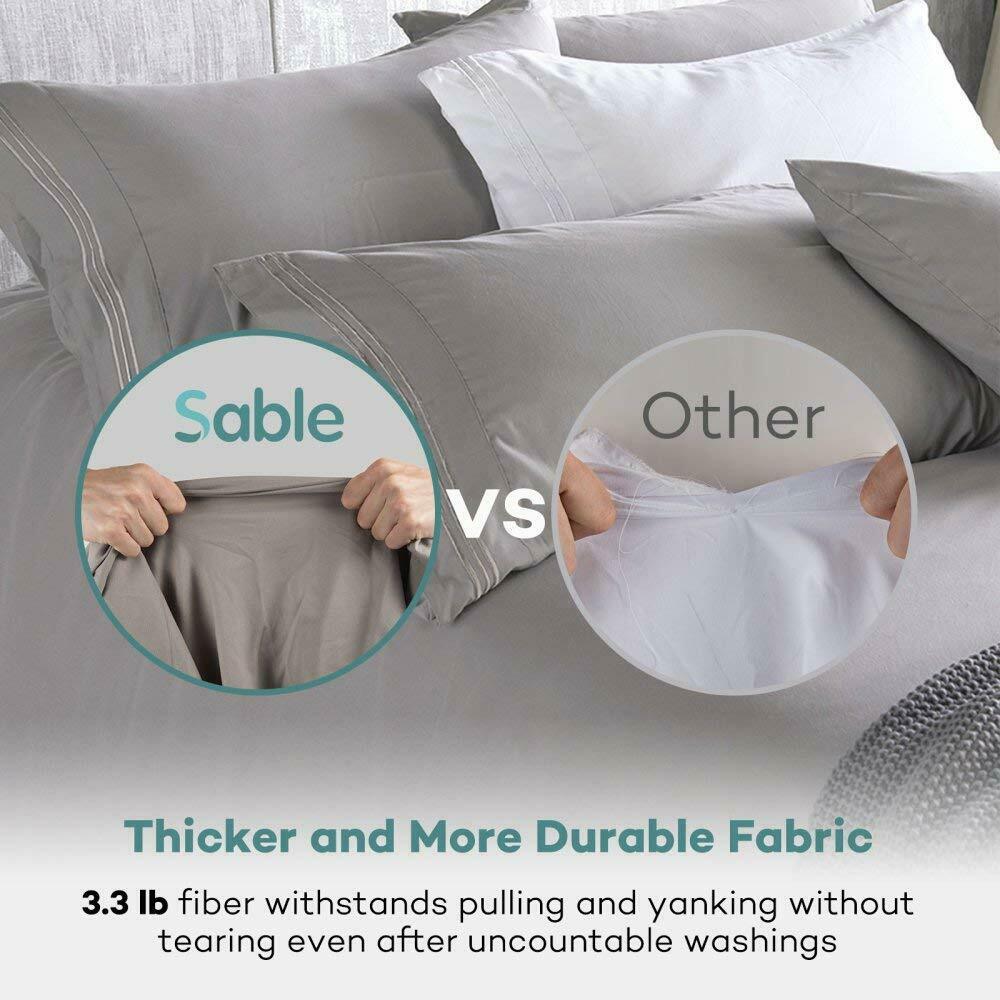 Sable
VS
Other
Thicker and More Durable Fabric
3.3 lb fiber withstands pulling and yanking without
tearing even after uncountable washings